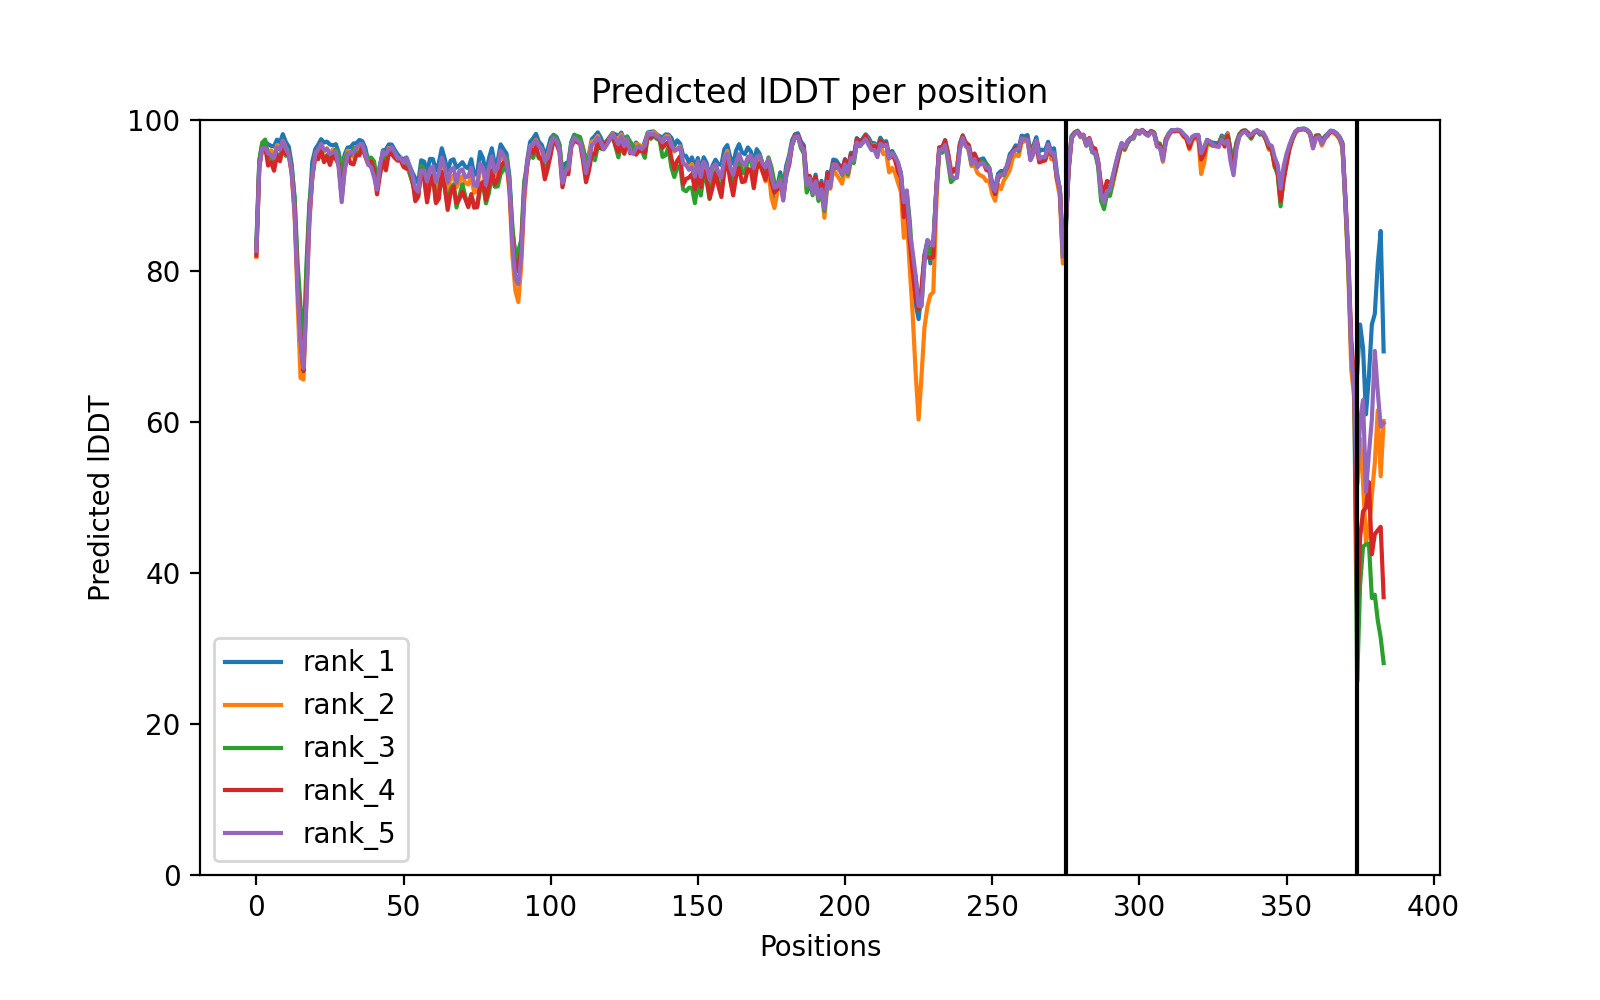 Predicted lDDT per position
100
80
60
40
20
0
Predicted lDDT
rank_1
rank_2
rank_3
rank_4
rank_5
0 50 100 150 200 250 300 350 400
Positions